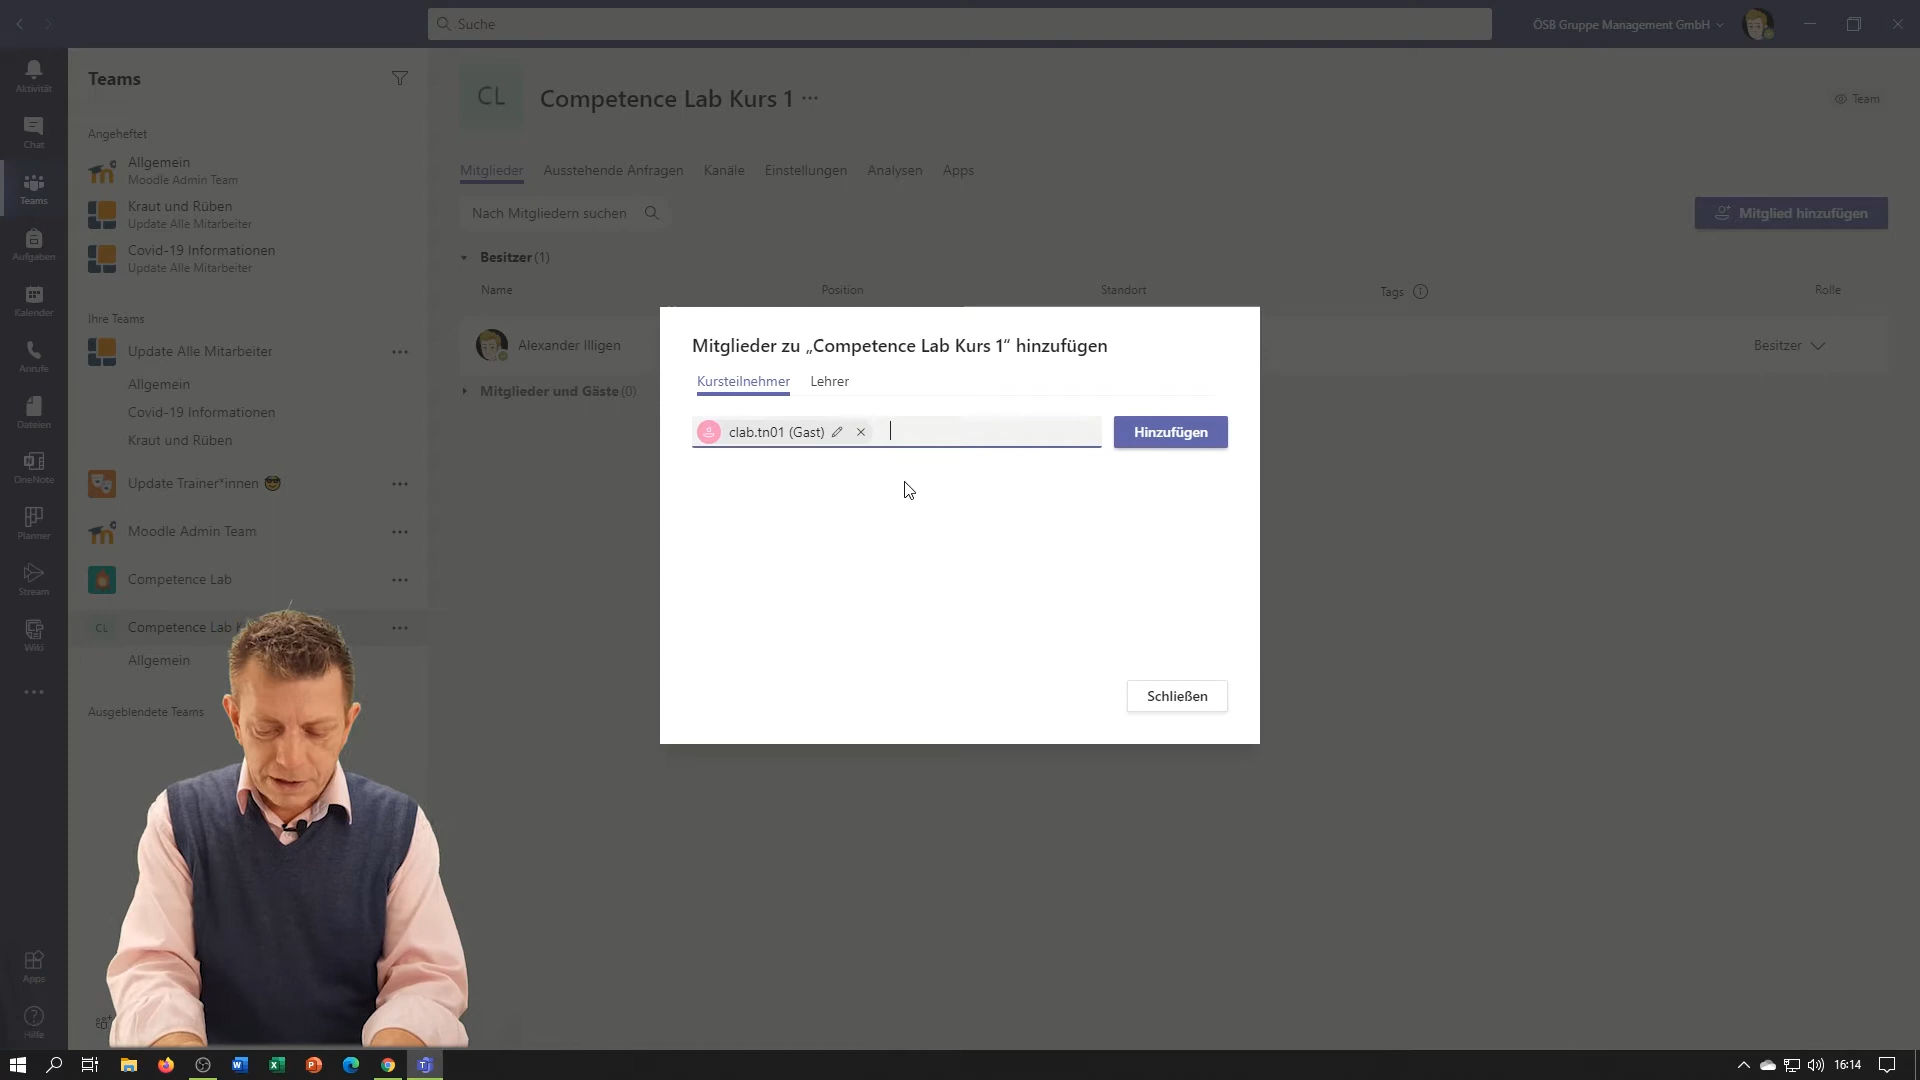 Suche
ÖSB Gruppe Management GmbH
Aktivität
Chat
Teams
Aufgaben
Kalender
Anrufe
Dateien
OneNote
Planner
Stream
Wiki
Apps
Hilfe
Teams
Angeheftet
Allgemein
Moodle Admin Team
Kraut und Rüben
Update Alle Mitarbeiter
Covid-19 Informationen
Update Alle Mitarbeiter
Ihre Teams
Update Alle Mitarbeiter
Allgemein
Covid-19 Informationen
Kraut und Rüben
Update Trainer*innen
Moodle Admin Team
Competence Lab
CL Competence Lab
Allgemein
Ausgeblendete Teams
CL Competence Lab Kurs 1
Team
Mitglieder Ausstehende Anfragen Kanäle Einstellungen Analysen Apps
Nach Mitgliedern suchen
Mitglied hinzufügen
Besitzer (1)
Name Position Standort Tags Rolle
Alexander Illigen
Besitzer
Mitglieder und Gäste (0)
Mitglieder zu „Competence Lab Kurs 1“ hinzufügen
Kursteilnehmer Lehrer
clab.tn01 (Gast)
Hinzufügen
Schließen
16:14